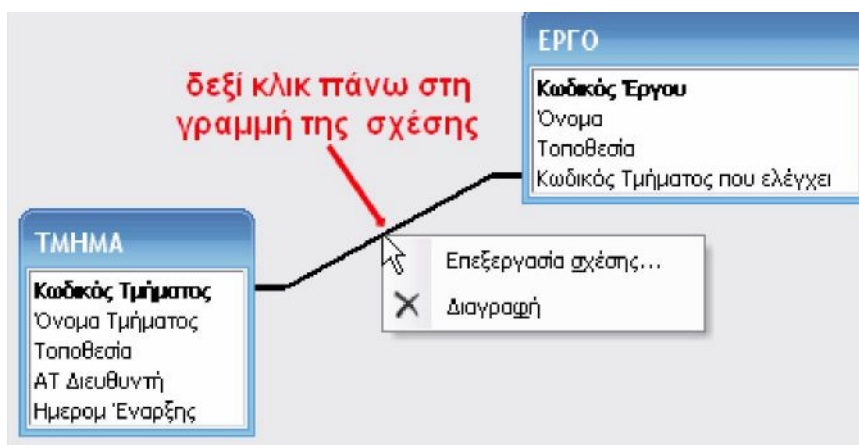 ΕΡΓΟ
Κωδικός Έργου
Όνομα
Τοποθεσία
Κωδικός Τμήματος που ελέγχει
δεξί κλικ πάνω στη
γραμμή της σχέσης
ΤΜΗΜΑ
Κωδικός Τμήματος
Όνομα Τμήματος
Τοποθεσία
ΑΤ Διευθυντή
Ημερομ Έναρξης
Επεξεργασία σχέσης...
Διαγραφή